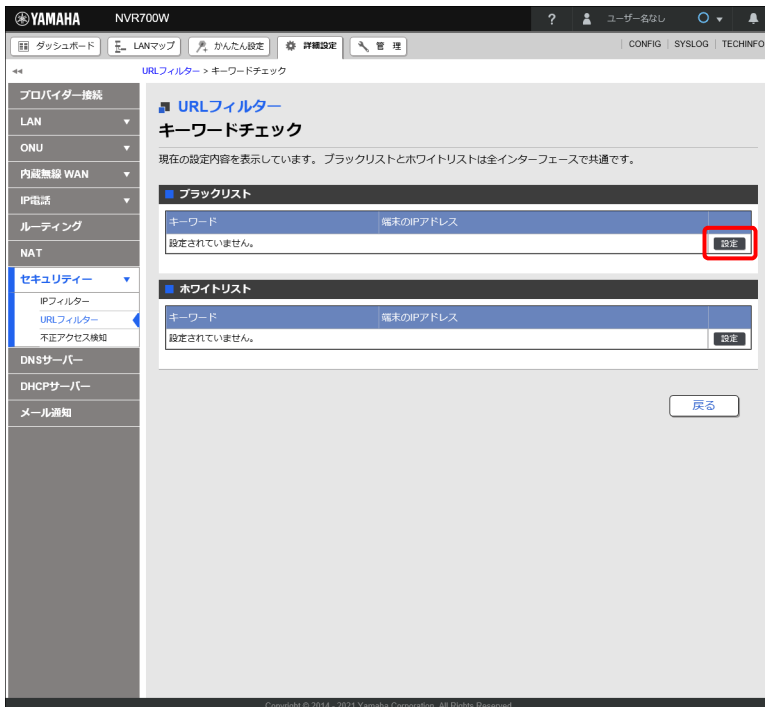 YAMAHA NVR700W ? ユーザー名なし
ダッシュボード LANマップ かんたん設定 詳細設定 管 理 CONFIG SYSLOG TECHINFO
URLフィルター > キーワードチェック
プロバイダー接続
LAN
ONU
内蔵無線 WAN
IP電話
ルーティング
NAT
セキュリティー
IPフィルター
URLフィルター
不正アクセス検知
DNSサーバー
DHCPサーバー
メール通知
URLフィルター
キーワードチェック
現在の設定内容を表示しています。 ブラックリストとホワイトリストは全インターフェースで共通です。
ブラックリスト
キーワード 端末のIPアドレス
設定されていません。 設定
ホワイトリスト
キーワード 端末のIPアドレス
設定されていません。 設定
戻る
Copyright © 2014 - 2021 Yamaha Corporation. All Rights Reserved.